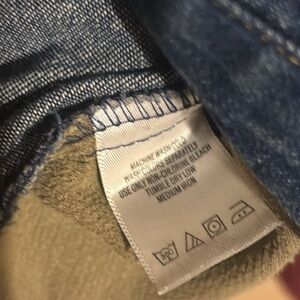 MACHINE WASH COLD
WASH COLORS SEPARATELY
USE ONLY NON-CHLORINE BLEACH
TUMBLE DRY LOW
MEDIUM IRON